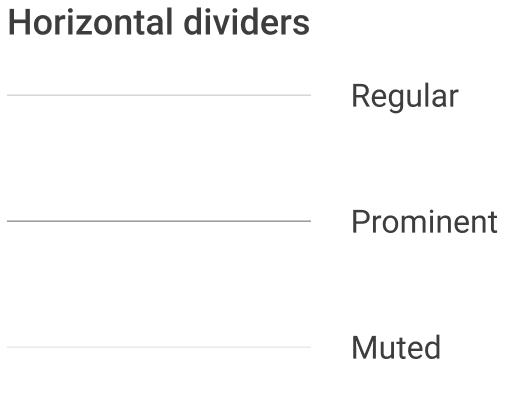 Horizontal dividers
Regular
Prominent
Muted